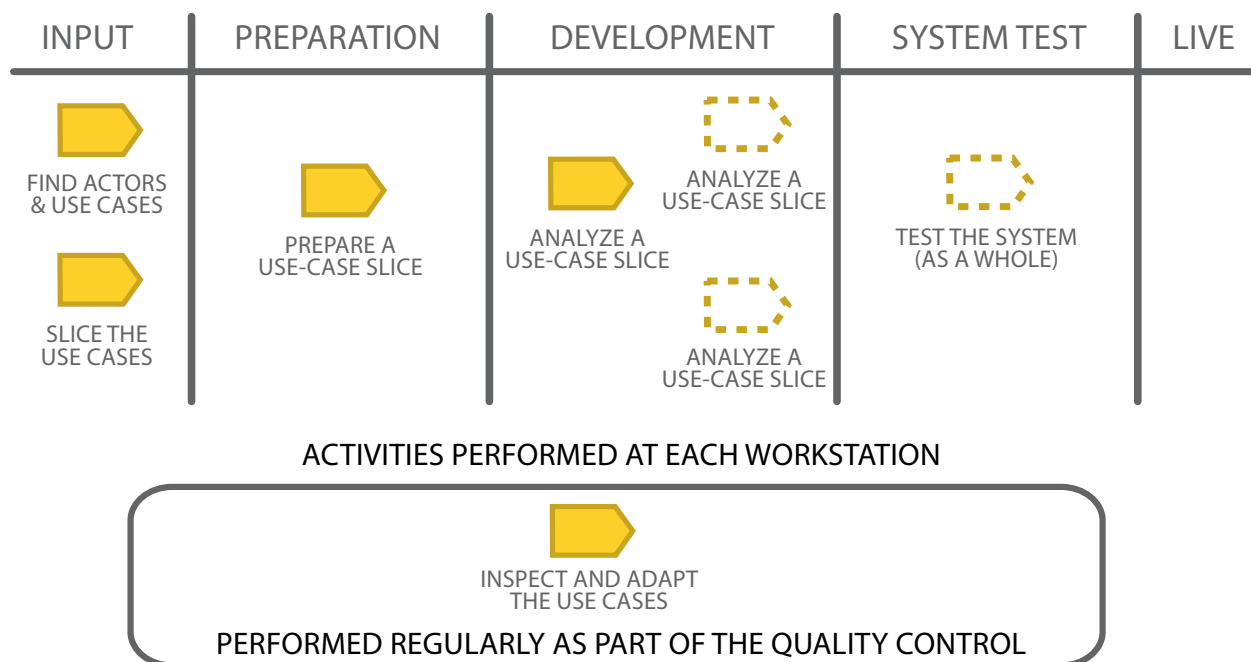 INPUT
PREPARATION
DEVELOPMENT
SYSTEM TEST
LIVE
FIND ACTORS
& USE CASES
SLICE THE
USE CASES
PREPARE A
USE-CASE SLICE
ANALYZE A
USE-CASE SLICE
ANALYZE A
USE-CASE SLICE
ANALYZE A
USE-CASE SLICE
TEST THE SYSTEM
(AS A WHOLE)
ACTIVITIES PERFORMED AT EACH WORKSTATION
INSPECT AND ADAPT
THE USE CASES
PERFORMED REGULARLY AS PART OF THE QUALITY CONTROL